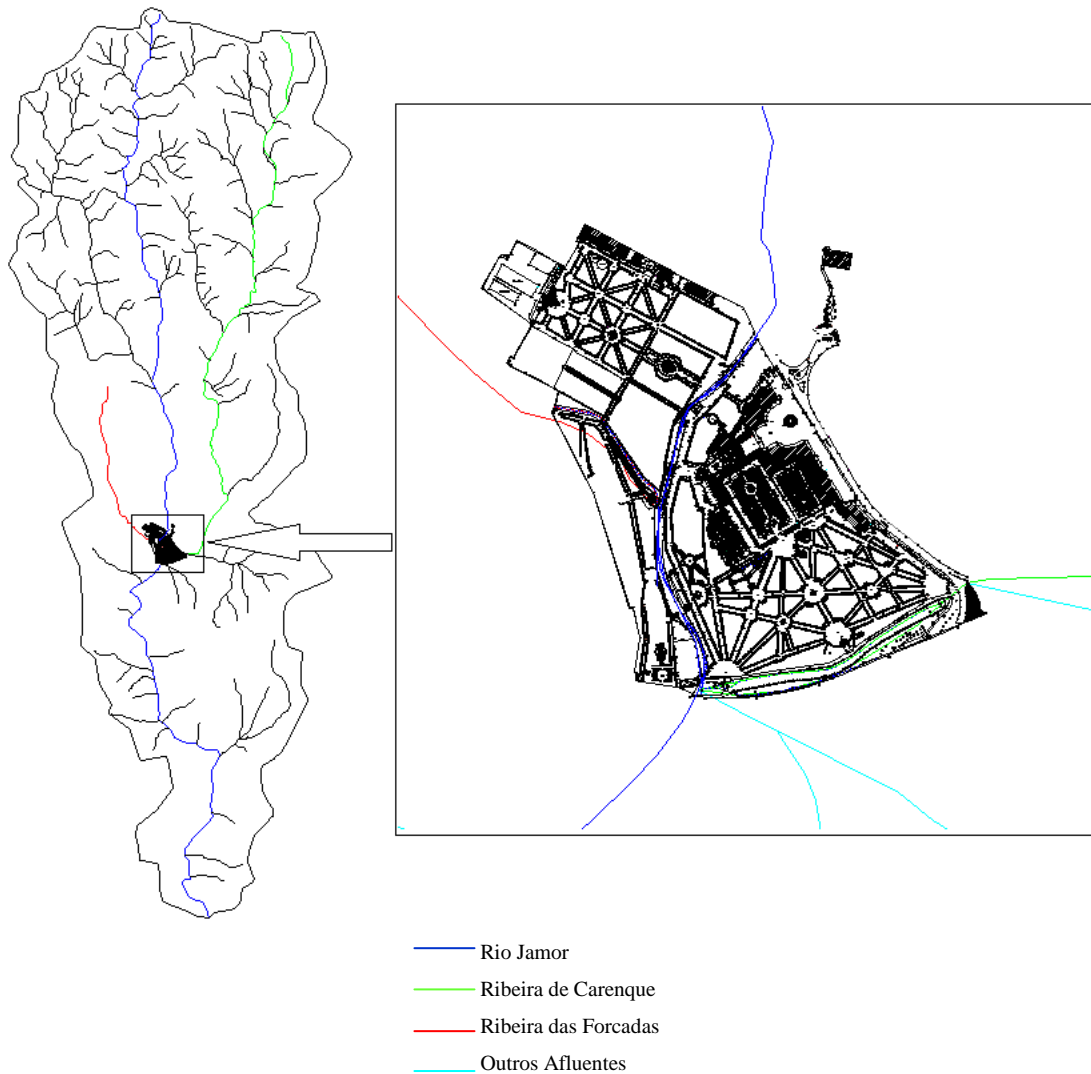 Rio Jamor
Ribeira de Carenque
Ribeira das Forcadas
Outros Afluentes